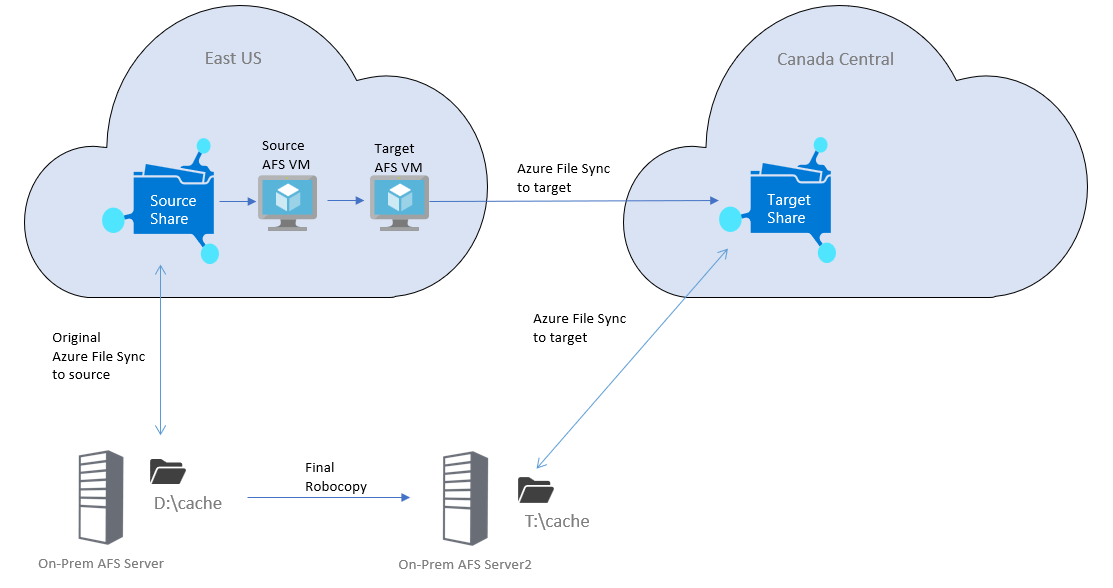 East US
Canada Central
Source
AFS VM
Target
AFS VM
Azure File Sync
to target
Source
Share
Target
Share
Original
Azure File Sync
to source
Azure File Sync
to target
Final
Robocopy
D:\cache
T:\cache
On-Prem AFS Server
On-Prem AFS Server2